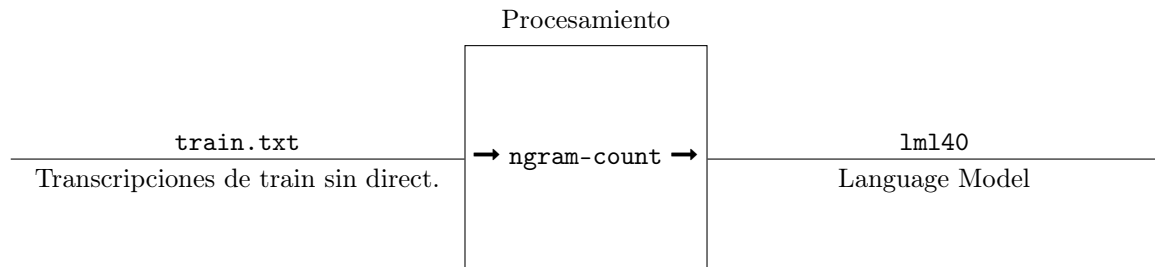 Procesamiento
train.txt
Transcripciones de train sin direct.
→ ngram-count →
lml40
Language Model